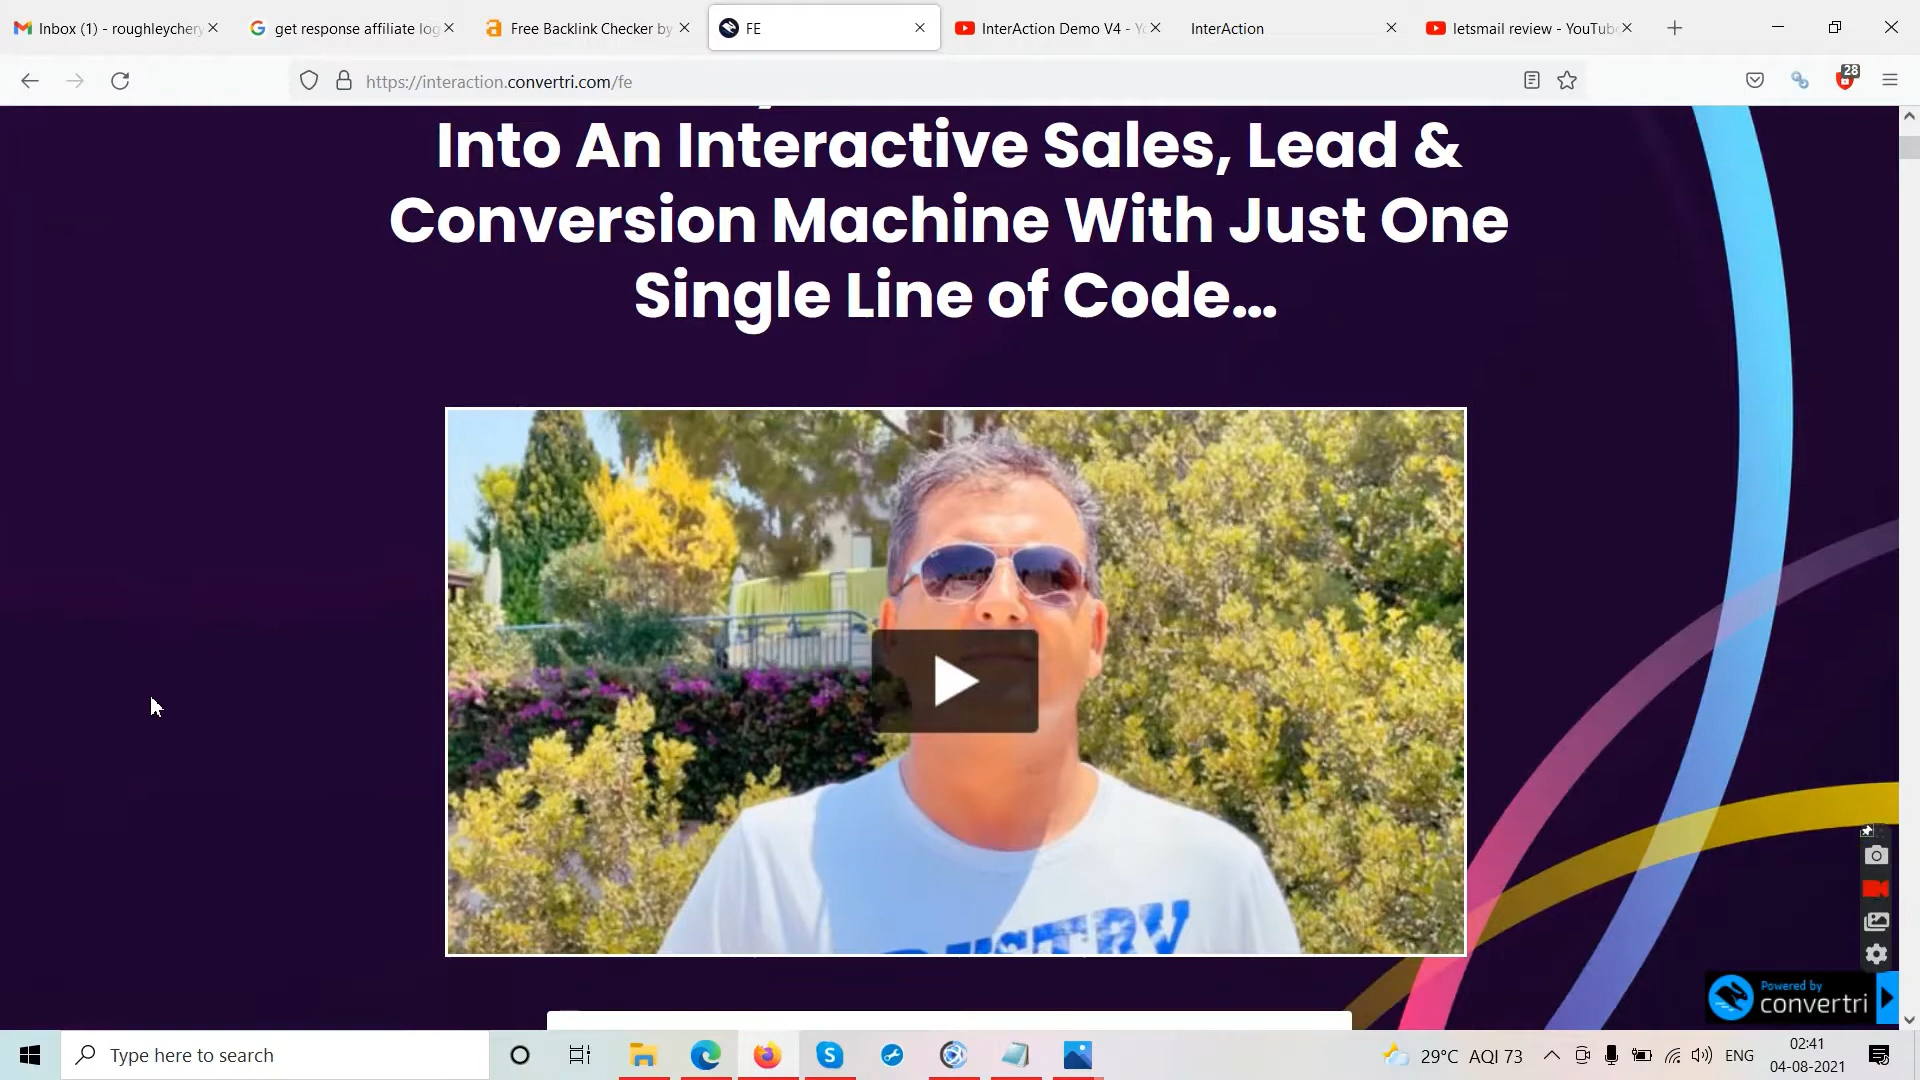 Inbox (1) - roughleychery
get response affiliate log
Free Backlink Checker by
FE
InterAction Demo V4 - Yo
InterAction
letsmail review - YouTube
https://interaction.convertri.com/fe
28
Into An Interactive Sales, Lead &
Conversion Machine With Just One
Single Line of Code...
Powered by
convertri
Type here to search
29°C AQI 73
ENG
02:41
04-08-2021